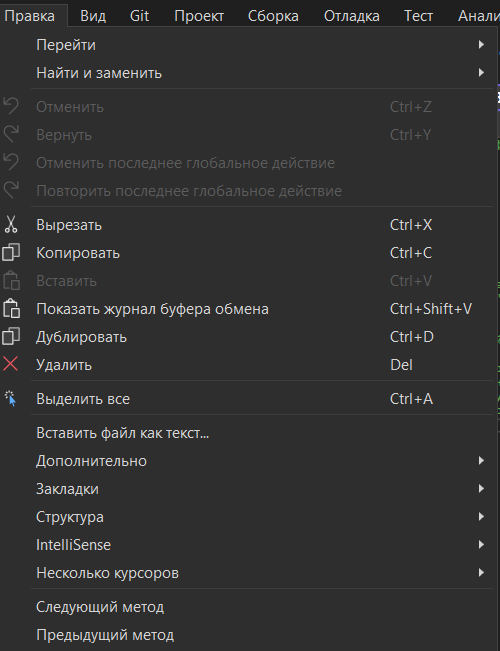 Правка Вид Git Проект Сборка Отладка Тест Анали
Перейти
Найти и заменить
Отменить Ctrl+Z
Вернуть Ctrl+Y
Отменить последнее глобальное действие
Повторить последнее глобальное действие
Вырезать Ctrl+X
Копировать Ctrl+C
Вставить Ctrl+V
Показать журнал буфера обмена Ctrl+Shift+V
Дублировать Ctrl+D
Удалить Del
Выделить все Ctrl+A
Вставить файл как текст...
Дополнительно
Закладки
Структура
IntelliSense
Несколько курсоров
Следующий метод
Предыдущий метод